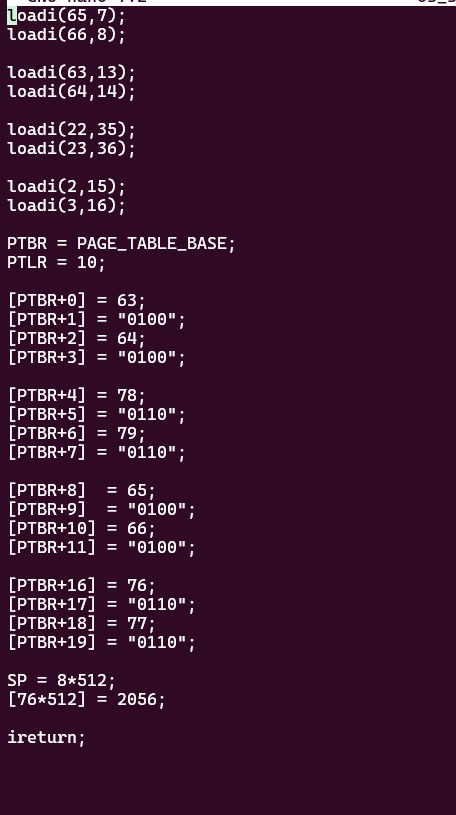 loadi(65,7);
loadi(66,8);
loadi(63,13);
loadi(64,14);
loadi(22,35);
loadi(23,36);
loadi(2,15);
loadi(3,16);
PTBR = PAGE_TABLE_BASE;
PTLR = 10;
[PTBR+0] = 63;
[PTBR+1] = "0100";
[PTBR+2] = 64;
[PTBR+3] = "0100";
[PTBR+4] = 78;
[PTBR+5] = "0110";
[PTBR+6] = 79;
[PTBR+7] = "0110";
[PTBR+8]  = 65;
[PTBR+9]  = "0100";
[PTBR+10] = 66;
[PTBR+11] = "0100";
[PTBR+16] = 76;
[PTBR+17] = "0110";
[PTBR+18] = 77;
[PTBR+19] = "0110";
SP = 8*512;
[76*512] = 2056;
ireturn;